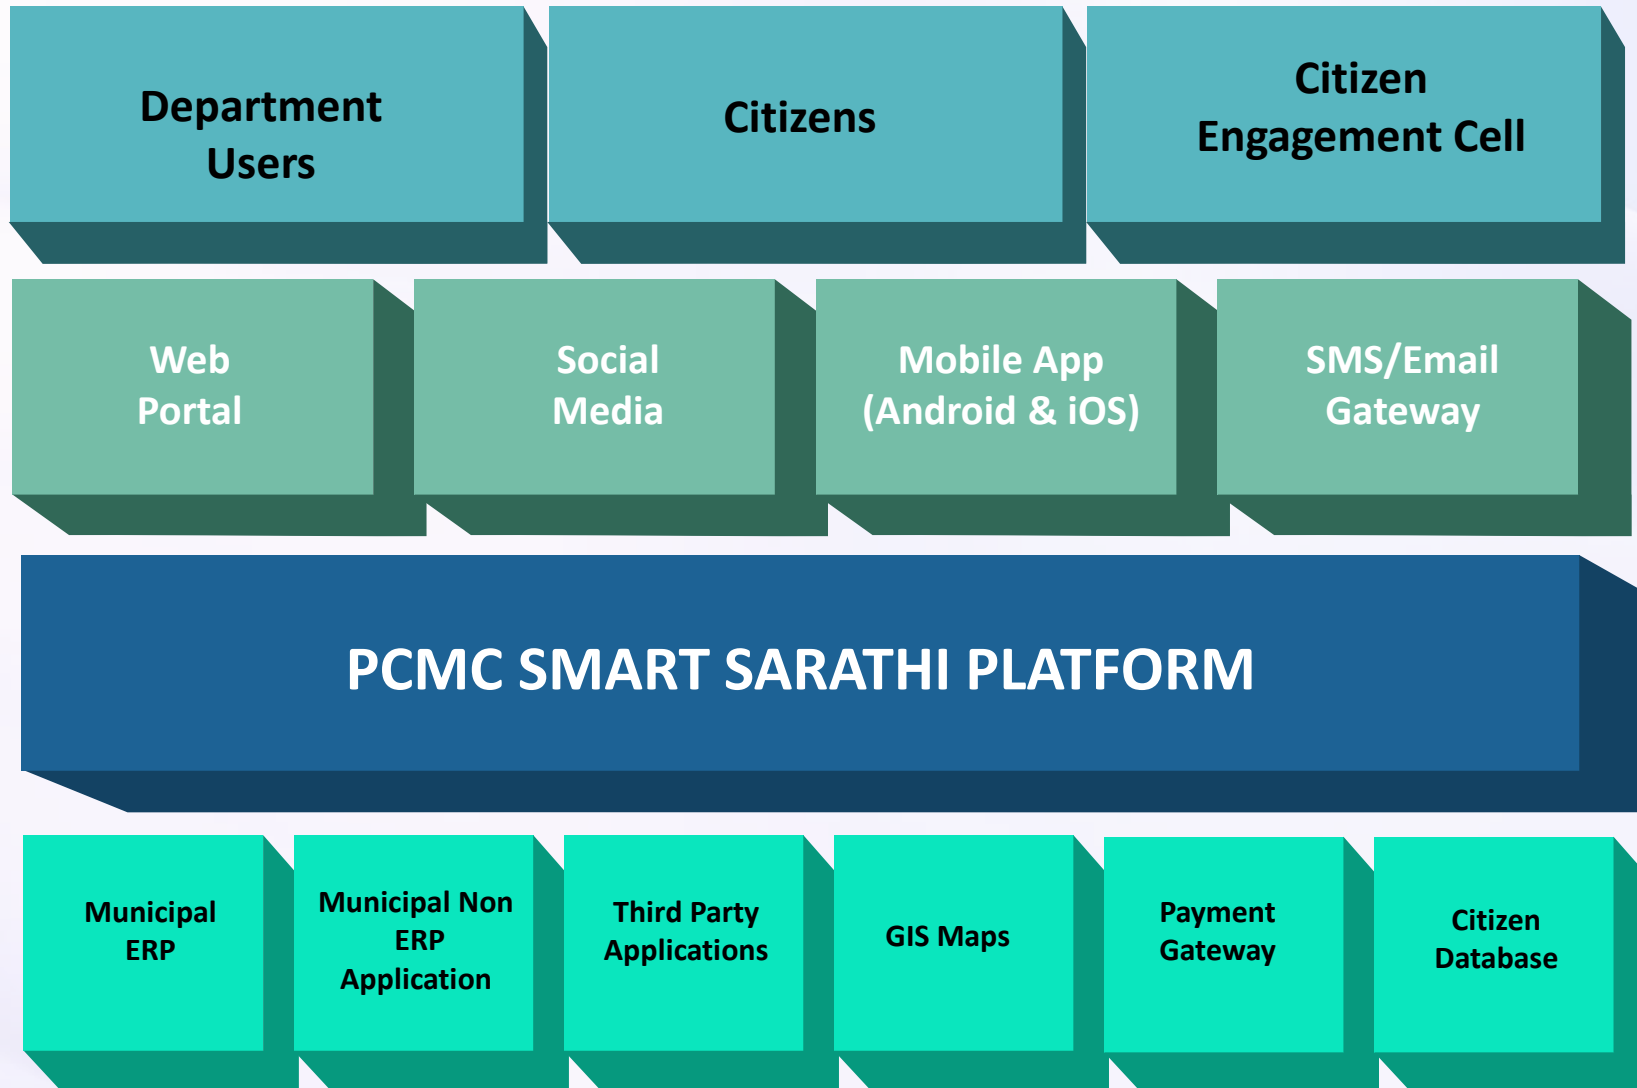 Department
Users
Citizens
Citizen
Engagement Cell
Web
Portal
Social
Media
Mobile App
(Android & iOS)
SMS/Email
Gateway
PCMC SMART SARATHI PLATFORM
Municipal
ERP
Municipal Non
ERP
Application
Third Party
Applications
GIS Maps
Payment
Gateway
Citizen
Database